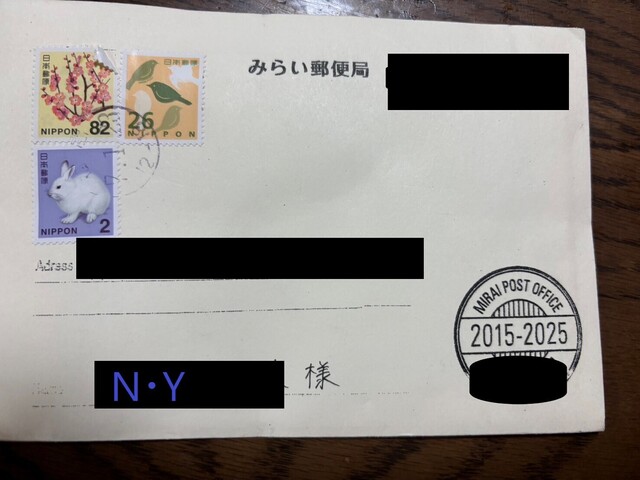 日本郵便
NIPPON 82
日本郵便
26
NIPPON
みらい郵便局
日本郵便
NIPPON 2
Adress
N・Y
様
MIRAI POST OFFICE
2015-2025